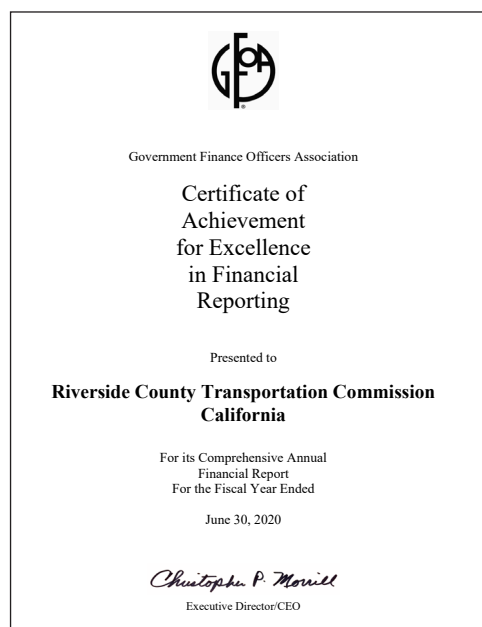 GFOA
Government Finance Officers Association
Certificate of
Achievement
for Excellence
in Financial
Reporting
Presented to
Riverside County Transportation Commission
California
For its Comprehensive Annual
Financial Report
For the Fiscal Year Ended
June 30, 2020
Christopher P. Morrill
Executive Director/CEO